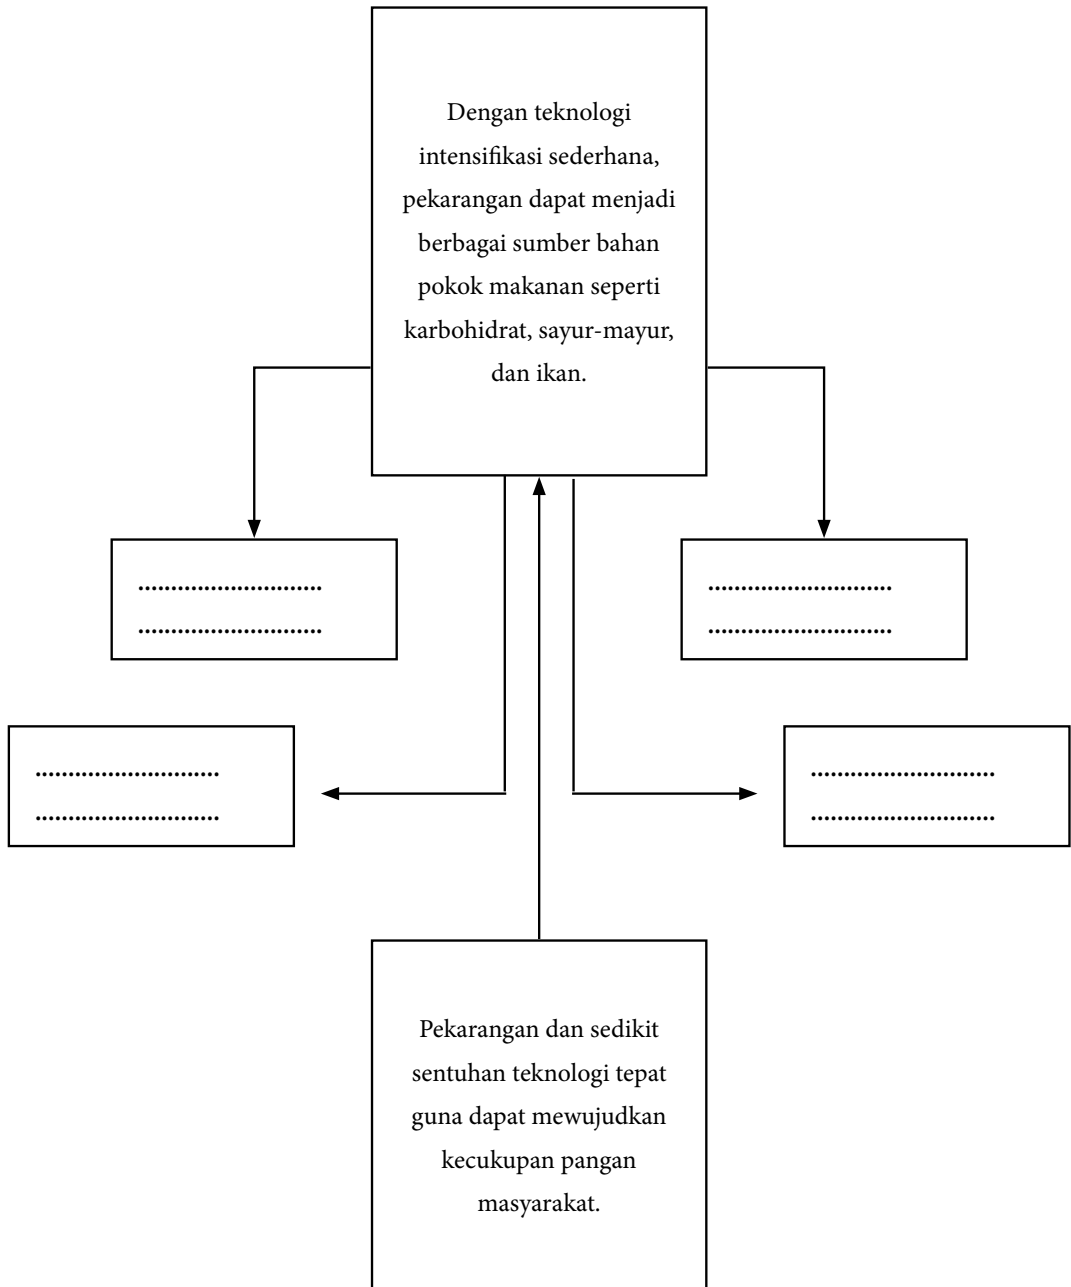 Dengan teknologi
intensifikasi sederhana,
pekarangan dapat menjadi
berbagai sumber bahan
pokok makanan seperti
karbohidrat, sayur-mayur,
dan ikan.
............................
............................
............................
............................
............................
............................
............................
............................
Pekarangan dan sedikit
sentuhan teknologi tepat
guna dapat mewujudkan
kecukupan pangan
masyarakat.